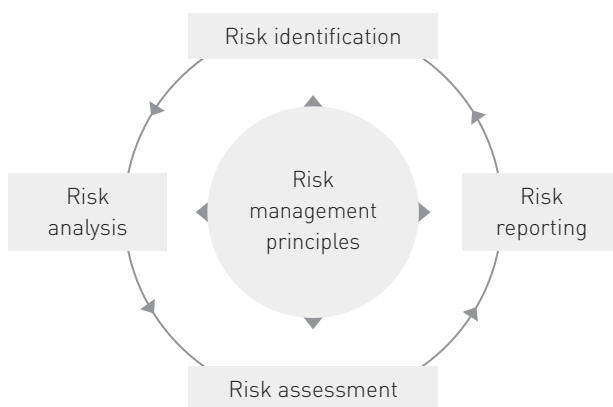 Risk identification
Risk
analysis
Risk
management
principles
Risk
reporting
Risk assessment